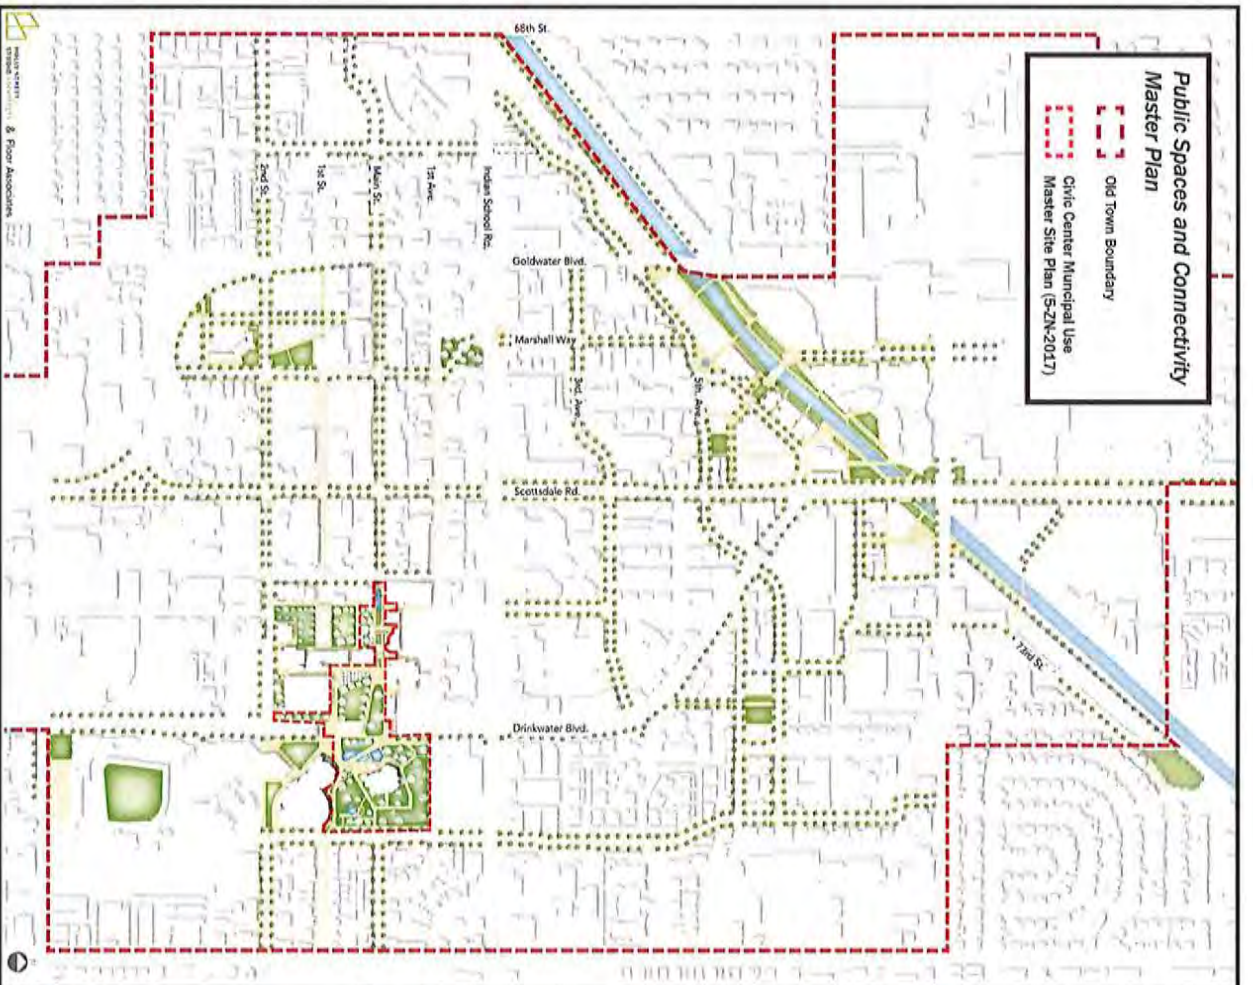 Public Spaces and Connectivity
Master Plan
Old Town Boundary
Civic Center Muncipal Use
Master Site Plan (5-ZN-2017)
68th St.
2nd St.
1st St.
Main St.
1st Ave.
Indian School Rd.
Goldwater Blvd.
Marshall Way
3rd. Ave.
5th. Ave.
Scottsdale Rd.
73rd St.
Drinkwater Blvd.
& Floor Associates